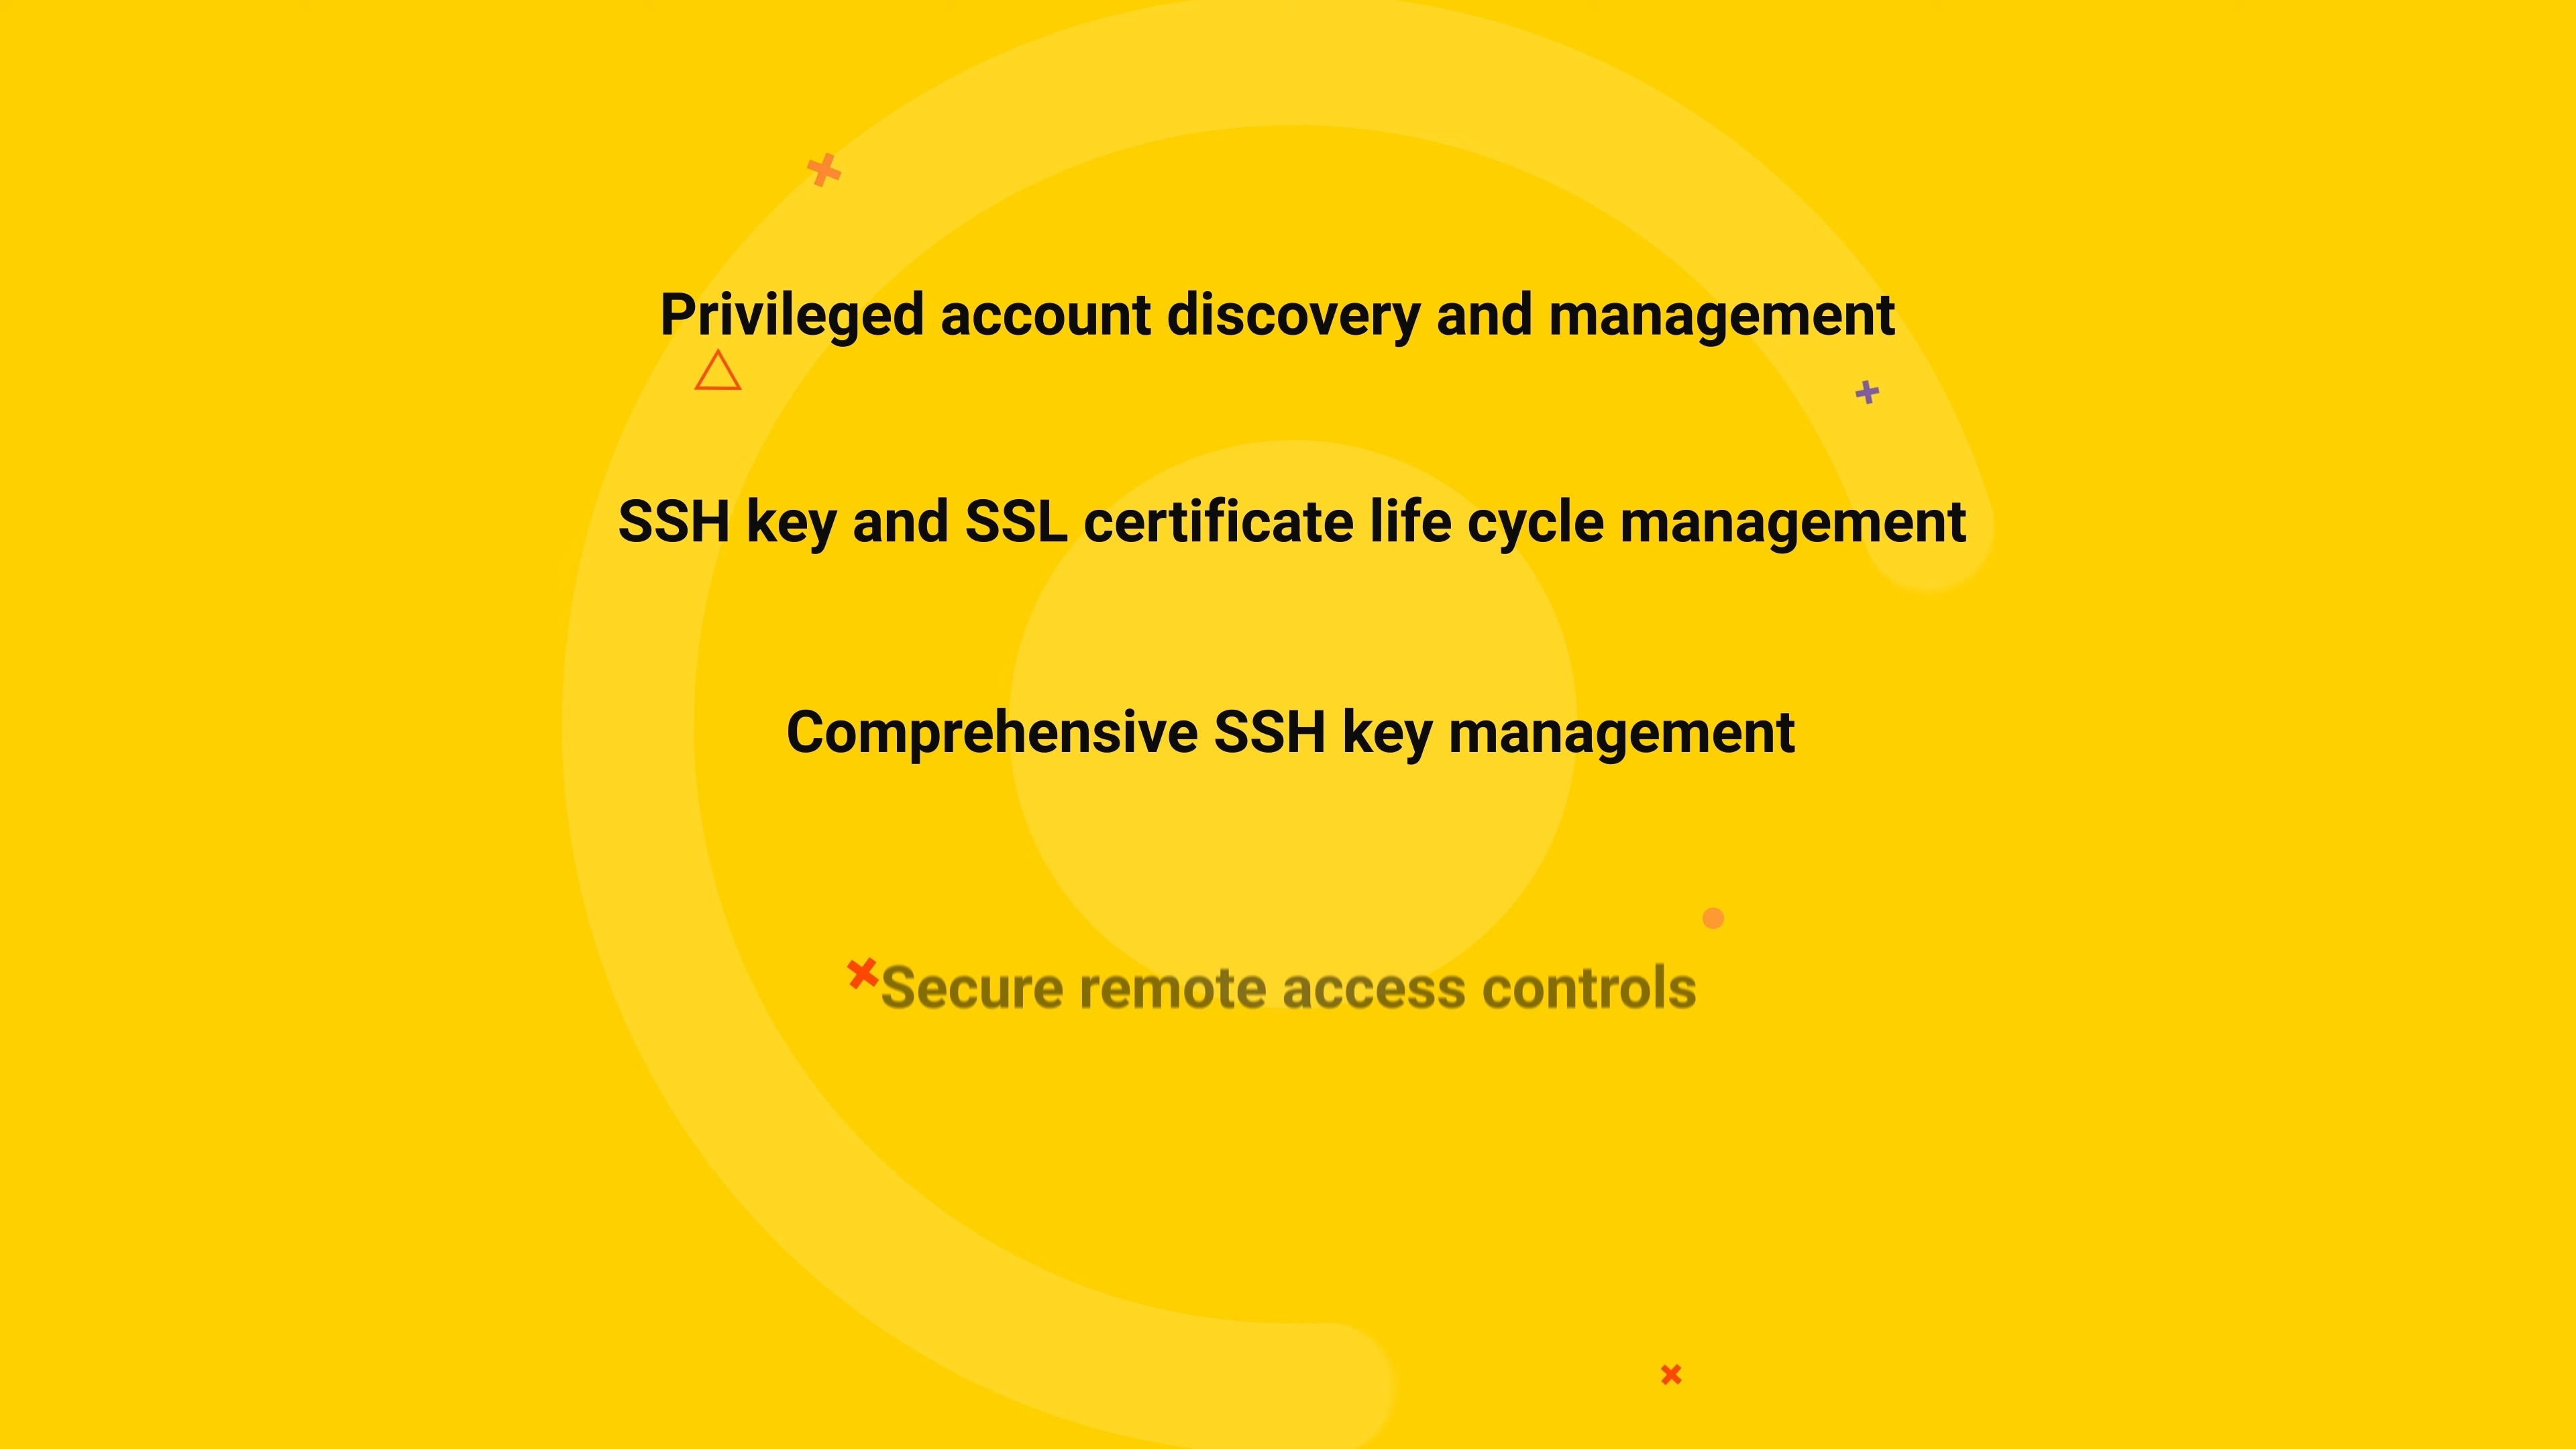 Privileged account discovery and management
SSH key and SSL certificate life cycle management
Comprehensive SSH key management
Secure remote access controls